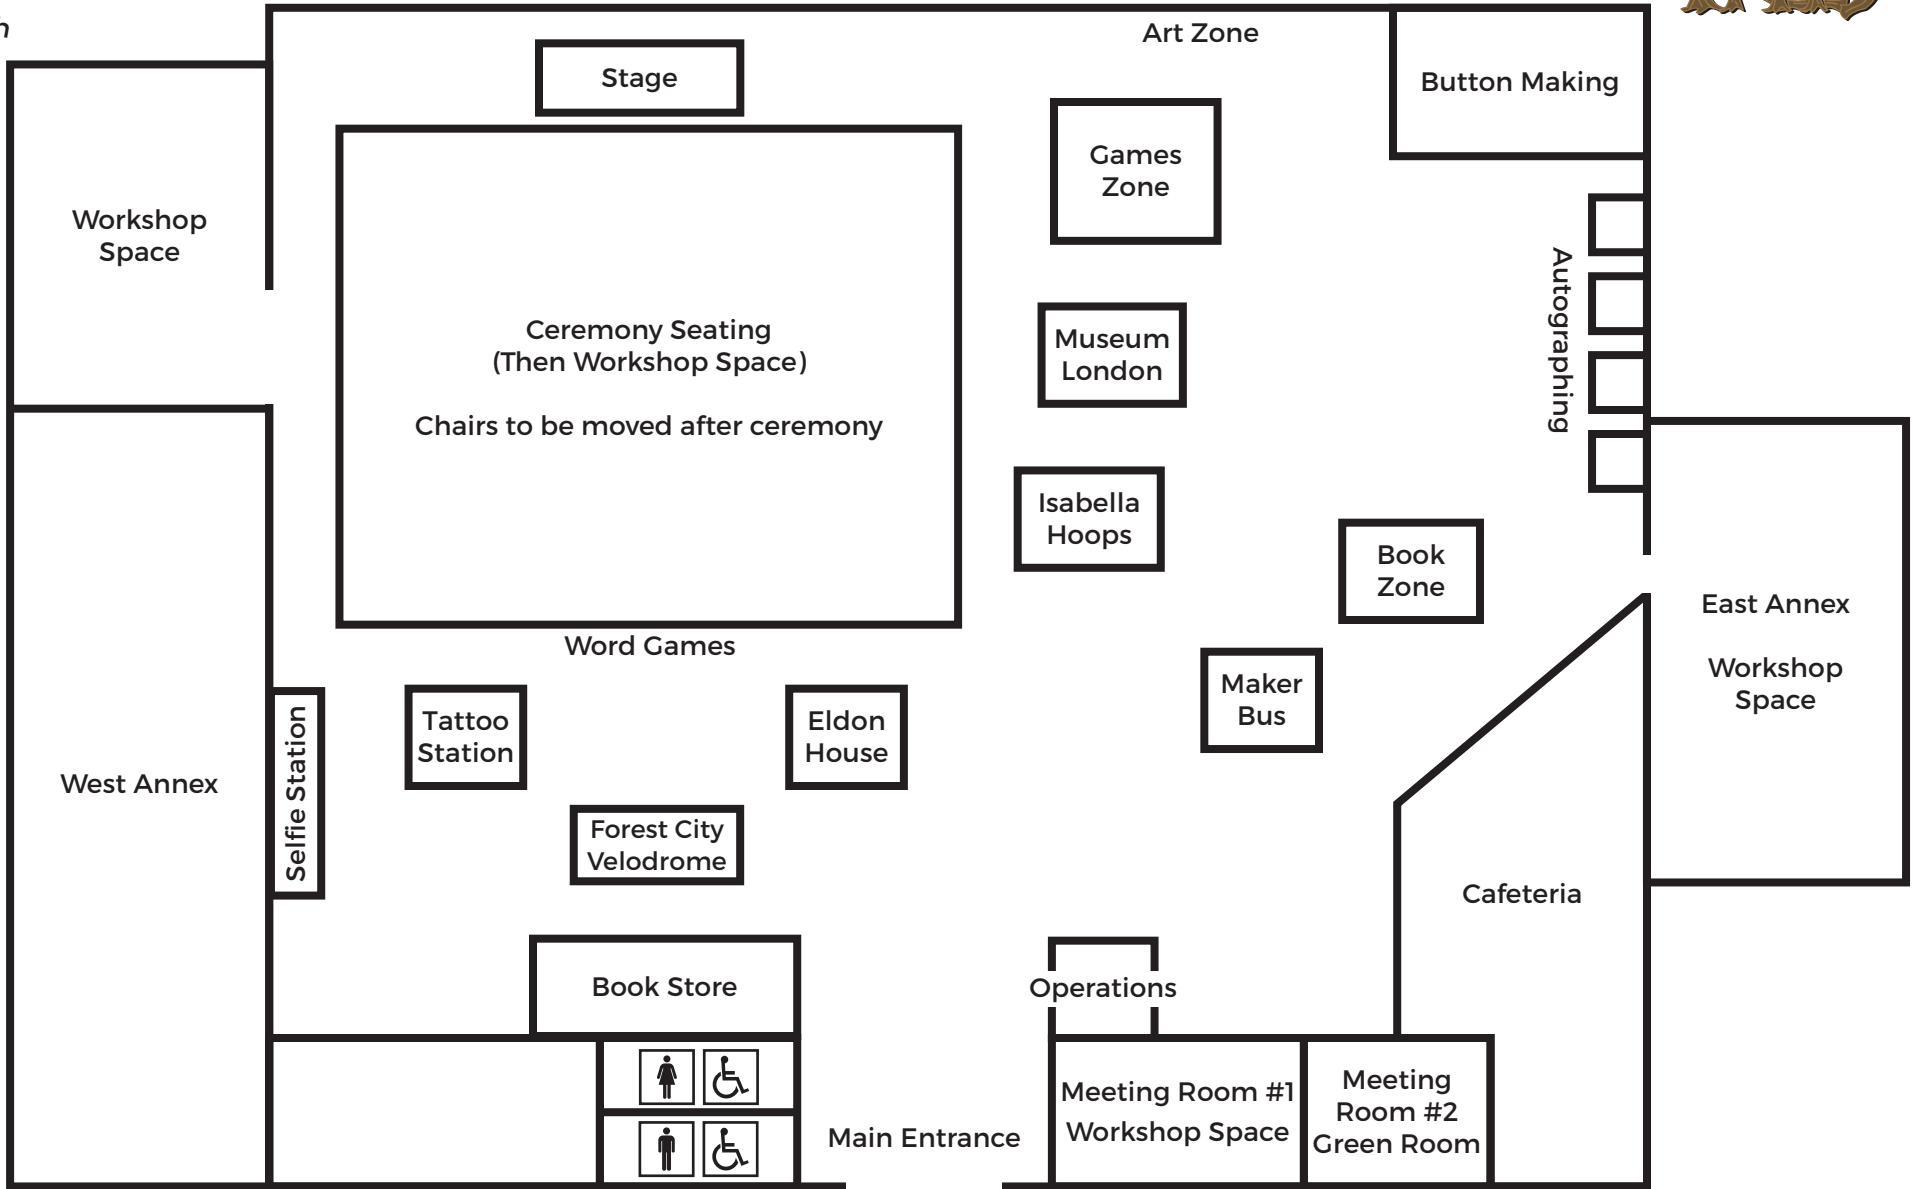 Art Zone
Stage
Button Making
Games
Zone
Workshop
Space
Ceremony Seating
(Then Workshop Space)
Chairs to be moved after ceremony
Museum
London
Autographing
Isabella
Hoops
Book
Zone
East Annex
Workshop
Space
Word Games
Maker
Bus
Tattoo
Station
Eldon
House
West Annex
Selfie Station
Forest City
Velodrome
Cafeteria
Book Store
Operations
Meeting Room #1
Workshop Space
Meeting
Room #2
Green Room
Main Entrance